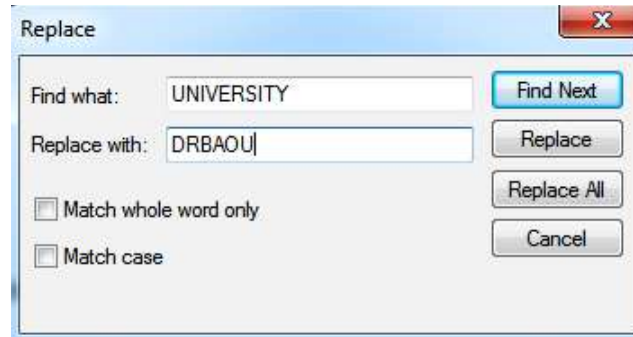 Replace
Find what: UNIVERSITY
Find Next
Replace with: DRBAOU
Replace
Match whole word only
Replace All
Match case
Cancel